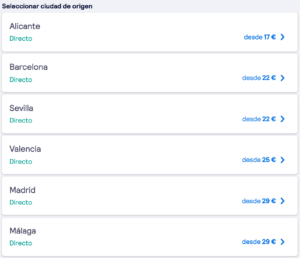 Seleccionar ciudad de origen
Alicante
Directo
desde 17 €
Barcelona
Directo
desde 22 €
Sevilla
Directo
desde 22 €
Valencia
Directo
desde 25 €
Madrid
Directo
desde 29 €
Málaga
Directo
desde 29 €